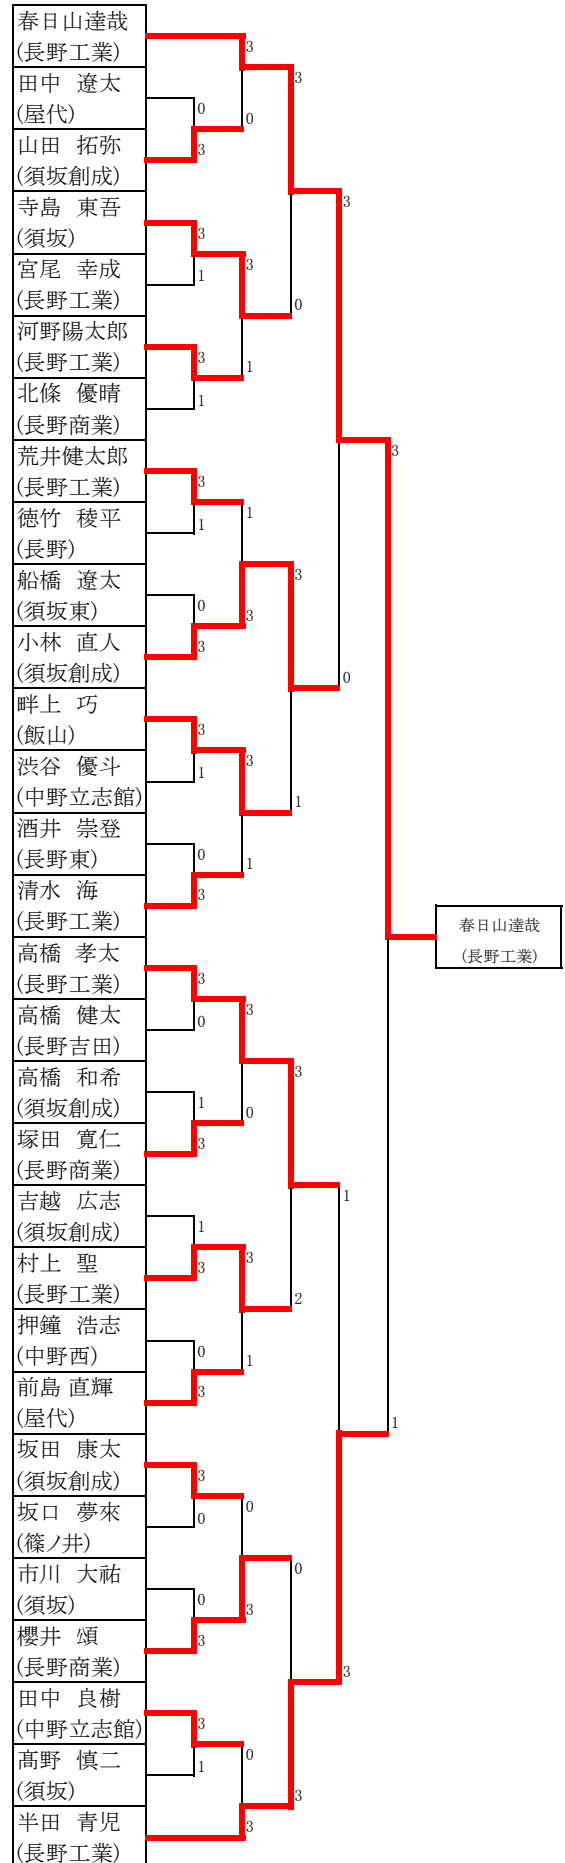 春日山達哉
(長野工業)
3
田中 遼太
(屋代)
3
0
0
山田 拓弥
(須坂創成)
3
寺島 東吾
(須坂)
3
3
3
宮尾 幸成
(長野工業)
1
0
河野陽太郎
(長野工業)
3
1
北條 優晴
(長野商業)
1
3
荒井健太郎
(長野工業)
3
1
徳竹 稜平
(長野)
1
3
船橋 遼太
(須坂東)
0
3
小林 直人
(須坂創成)
3
0
畔上 巧
(飯山)
3
3
渋谷 優斗
(中野立志館)
1
1
酒井 崇登
(長野東)
0
1
清水 海
(長野工業)
3
春日山達哉
(長野工業)
高橋 孝太
(長野工業)
3
3
高橋 健太
(長野吉田)
0
3
高橋 和希
(須坂創成)
1
0
塚田 寛仁
(長野商業)
3
1
吉越 広志
(須坂創成)
1
3
村上 聖
(長野工業)
3
2
押鐘 浩志
(中野西)
0
1
前島 直輝
(屋代)
3
1
坂田 康太
(須坂創成)
3
0
坂口 夢來
(篠ノ井)
0
0
市川 大祐
(須坂)
0
3
櫻井 頌
(長野商業)
3
3
田中 良樹
(中野立志館)
3
0
髙野 慎二
(須坂)
1
3
半田 青児
(長野工業)
3